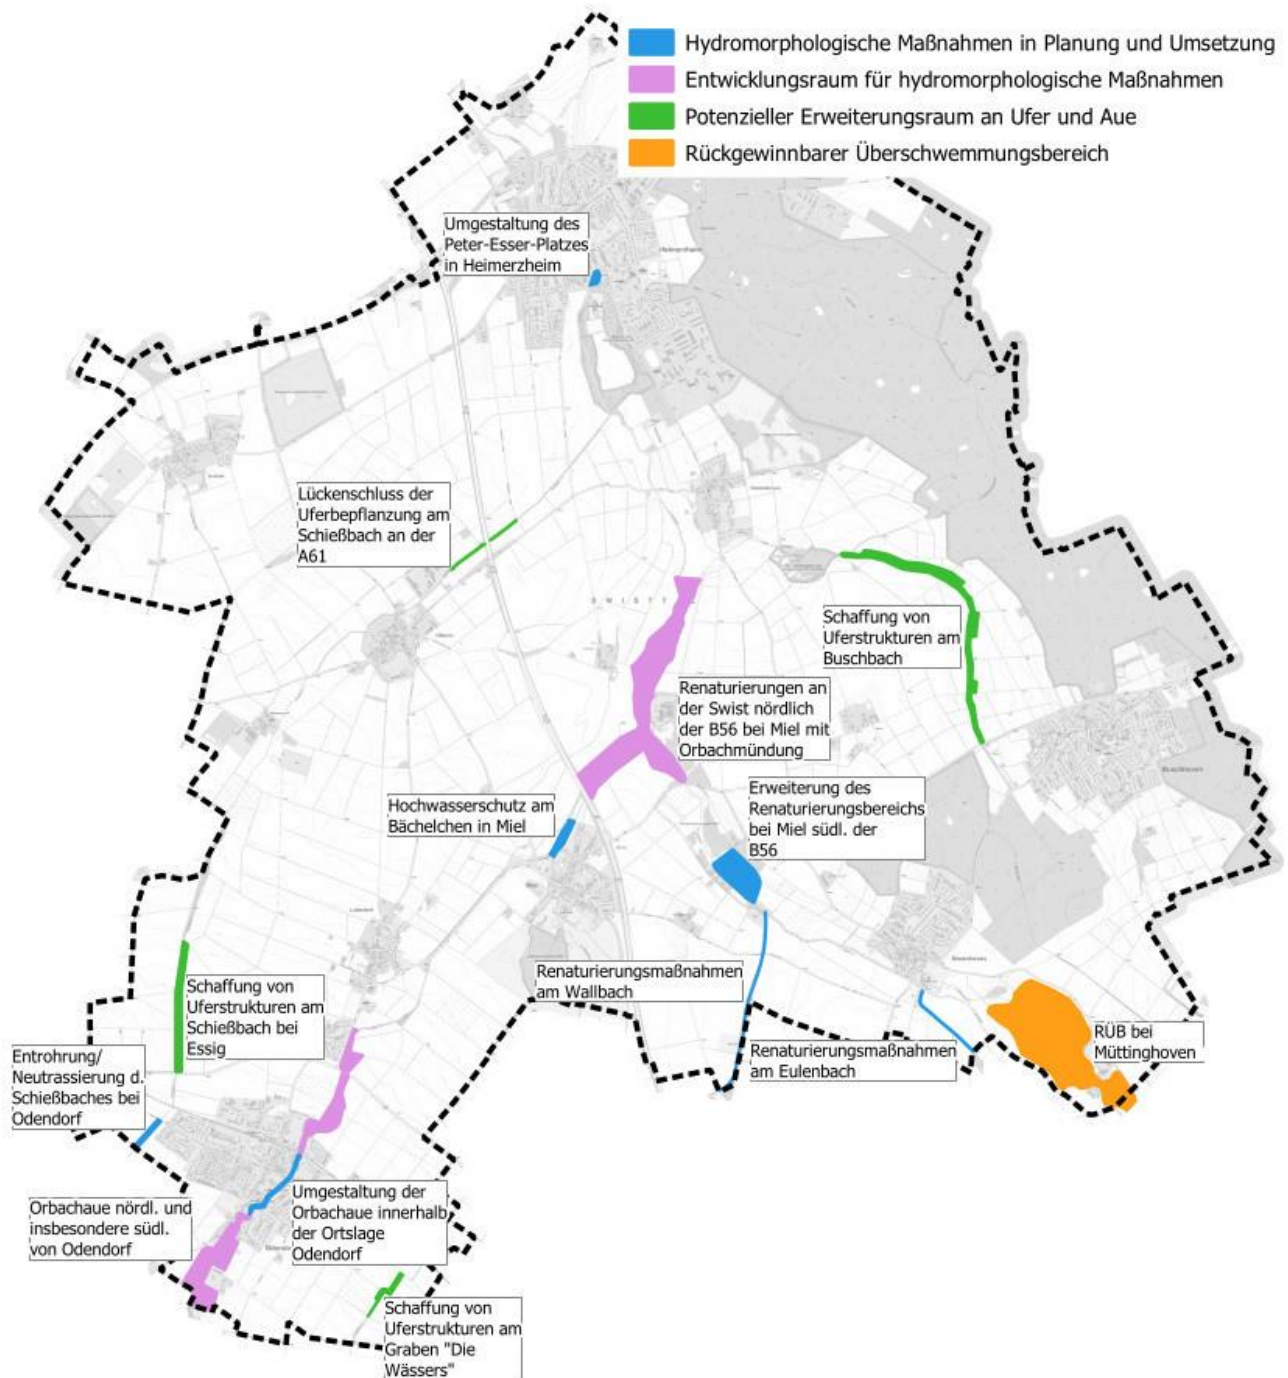 Hydromorphologische Maßnahmen in Planung und Umsetzung
Entwicklungsraum für hydromorphologische Maßnahmen
Potenzieller Erweiterungsraum an Ufer und Aue
Rückgewinnbarer Überschwemmungsbereich
Umgestaltung des
Peter-Esser-Platzes
in Heimerzheim
Heimerzheim
Lückenschluss der
Uferbepflanzung am
Schießbach an der
A61
SWISTT
Schaffung von
Uferstrukturen am
Buschbach
Renaturierungen an
der Swist nördlich
der B56 bei Miel mit
Orbachmündung
Buschhoven
Hochwasserschutz am
Bächelchen in Miel
Erweiterung des
Renaturierungsbereichs
bei Miel südl. der
B56
Renaturierungsmaßnahmen
am Wallbach
Schaffung von
Uferstrukturen am
Schießbach bei
Essig
Renaturierungsmaßnahmen
am Eulenbach
RÜB bei
Müttinghoven
Entrohrung/
Neutrassierung d.
Schießbaches bei
Odendorf
Orbachaue nördl. und
insbesondere südl.
von Odendorf
Umgestaltung der
Orbachaue innerhalb
der Ortslage
Odendorf
Schaffung von
Uferstrukturen am
Graben "Die
Wässers"